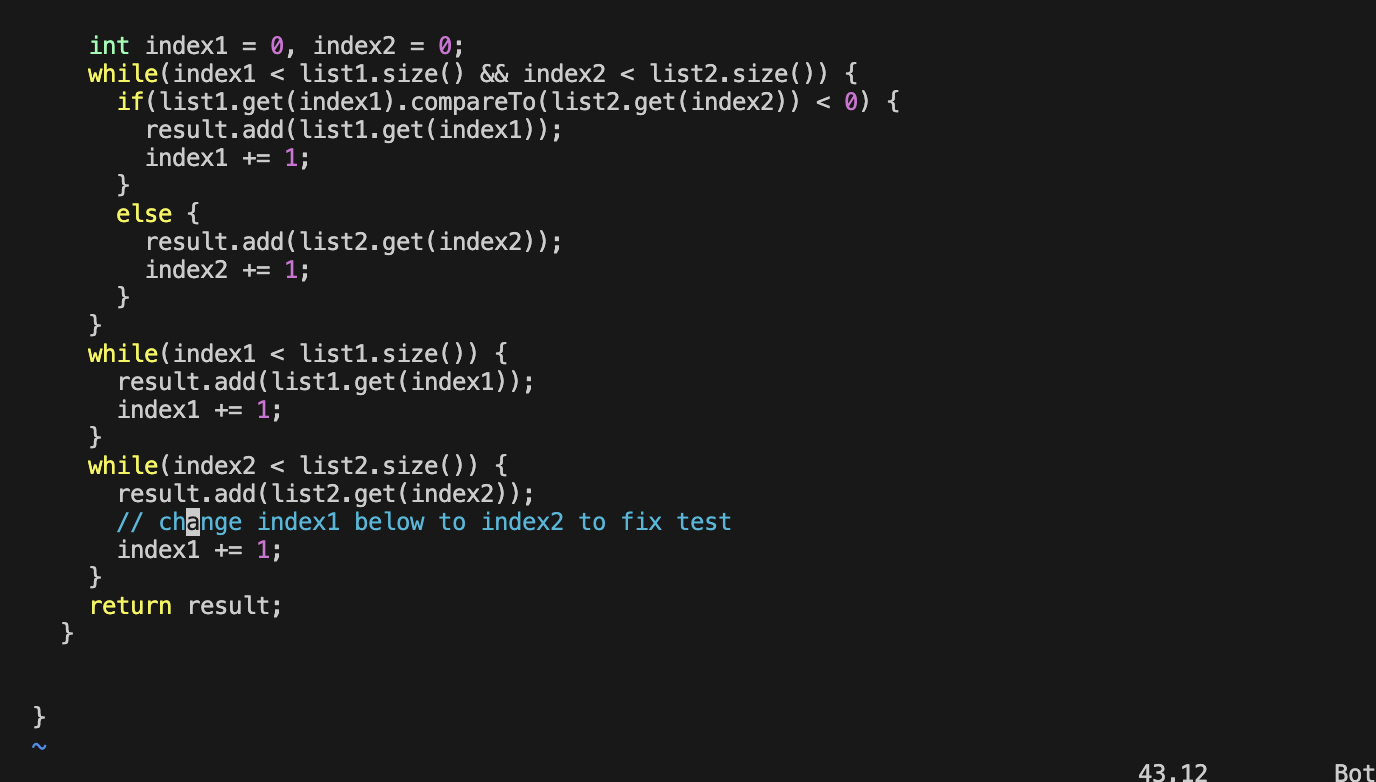 int index1 = 0, index2 = 0;
    while(index1 < list1.size() && index2 < list2.size()) {
      if(list1.get(index1).compareTo(list2.get(index2)) < 0) {
        result.add(list1.get(index1));
        index1 += 1;
      }
      else {
        result.add(list2.get(index2));
        index2 += 1;
      }
    }
    while(index1 < list1.size()) {
      result.add(list1.get(index1));
      index1 += 1;
    }
    while(index2 < list2.size()) {
      result.add(list2.get(index2));
      // change index1 below to index2 to fix test
      index1 += 1;
    }
    return result;
  }
}
~
43,12 Bot